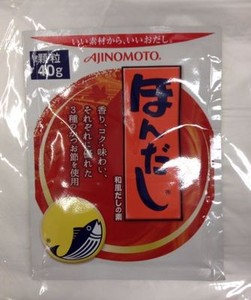 いい素材から、いいおだし。
AJINOMOTO®
顆粒
40g
ほんだし
香り、コク・味わい、
それぞれに優れた
3種のかつお節を使用
和風だしの素